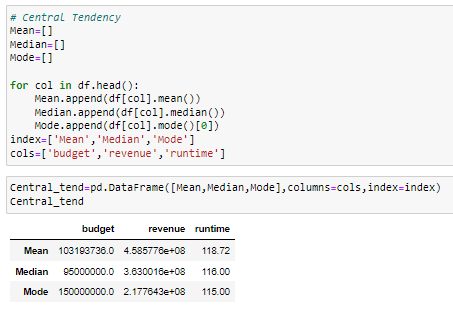 # Central Tendency
Mean=[]
Median=[]
Mode=[]
for col in df.head():
    Mean.append(df[col].mean())
    Median.append(df[col].median())
    Mode.append(df[col].mode()[0])
index=['Mean','Median','Mode']
cols=['budget','revenue','runtime']
Central_tend=pd.DataFrame([Mean,Median,Mode],columns=cols,index=index)
Central_tend
budget revenue runtime
Mean 103193736.0 4.585776e+08 118.72
Median 95000000.0 3.630016e+08 116.00
Mode 150000000.0 2.177643e+08 115.00